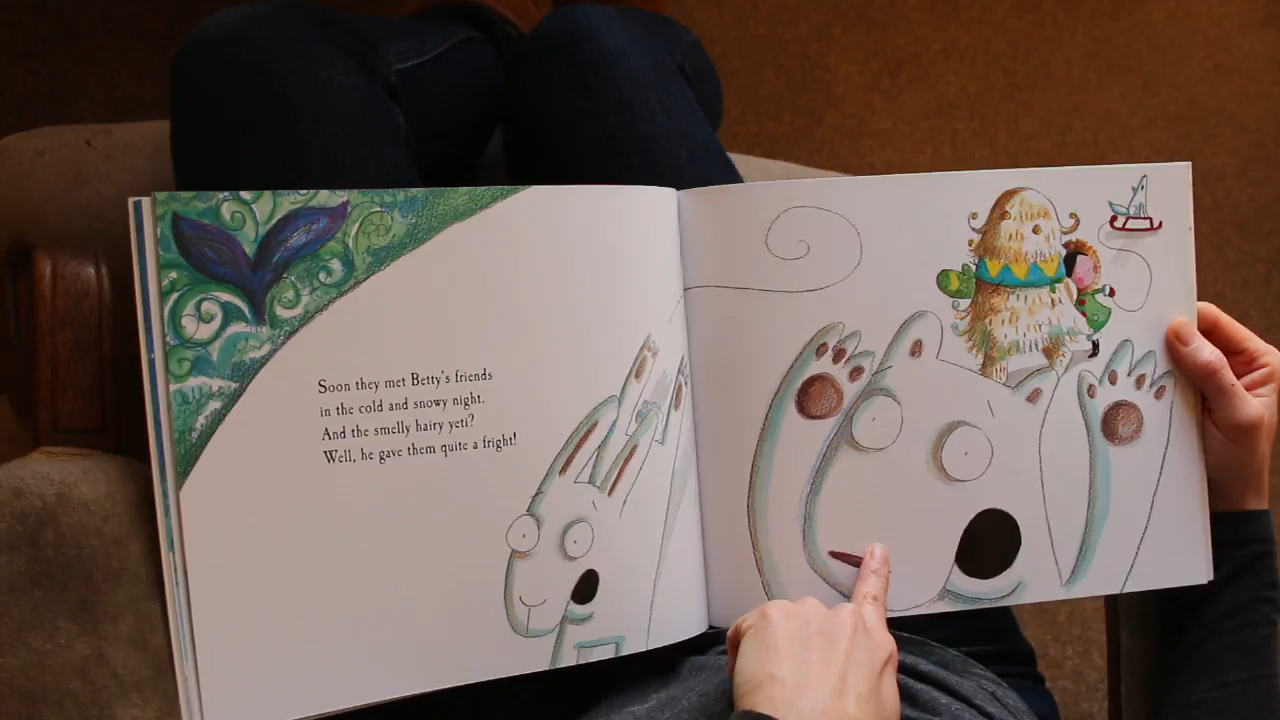 Soon they met Betty's friends
in the cold and snowy night.
And the smelly hairy yeti?
Well, he gave them quite a fright!